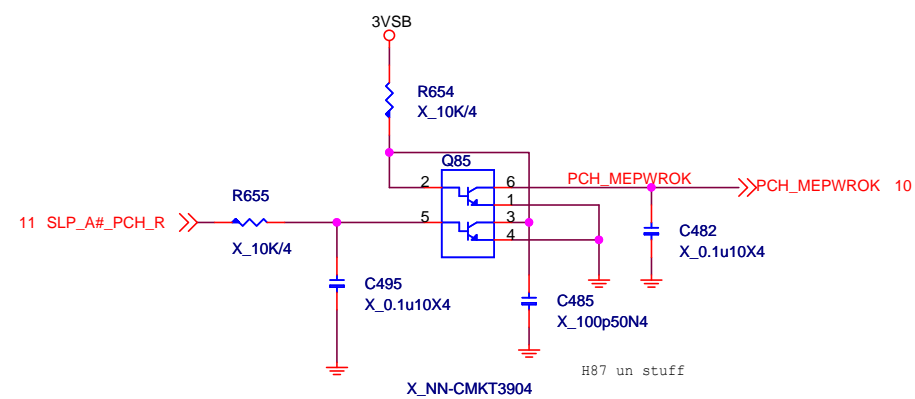 3VSB
R654
X_10K/4
Q85
2
6
PCH_MEPWROK
PCH_MEPWROK 10
1
R655
5
3
11 SLP_A#_PCH_R
4
X_10K/4
C482
X_0.1u10X4
C495
X_0.1u10X4
C485
X_100p50N4
H87 un stuff
X_NN-CMKT3904